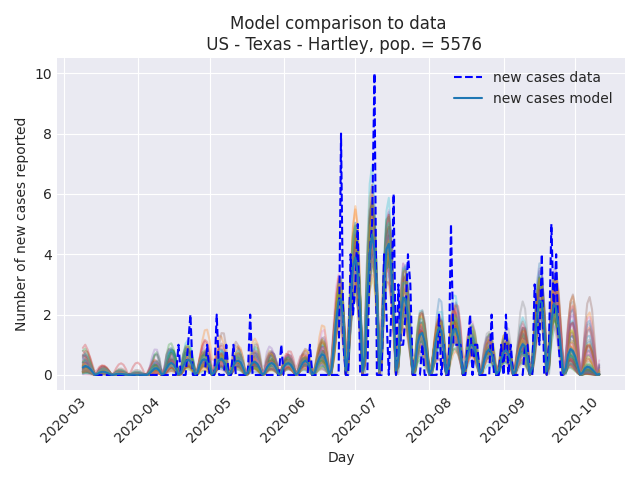 Model comparison to data
US - Texas - Hartley, pop. = 5576
Number of new cases reported
10
8
6
4
2
0
new cases data
new cases model
2020-03
2020-04
2020-05
2020-06
2020-07
2020-08
2020-09
2020-10
Day